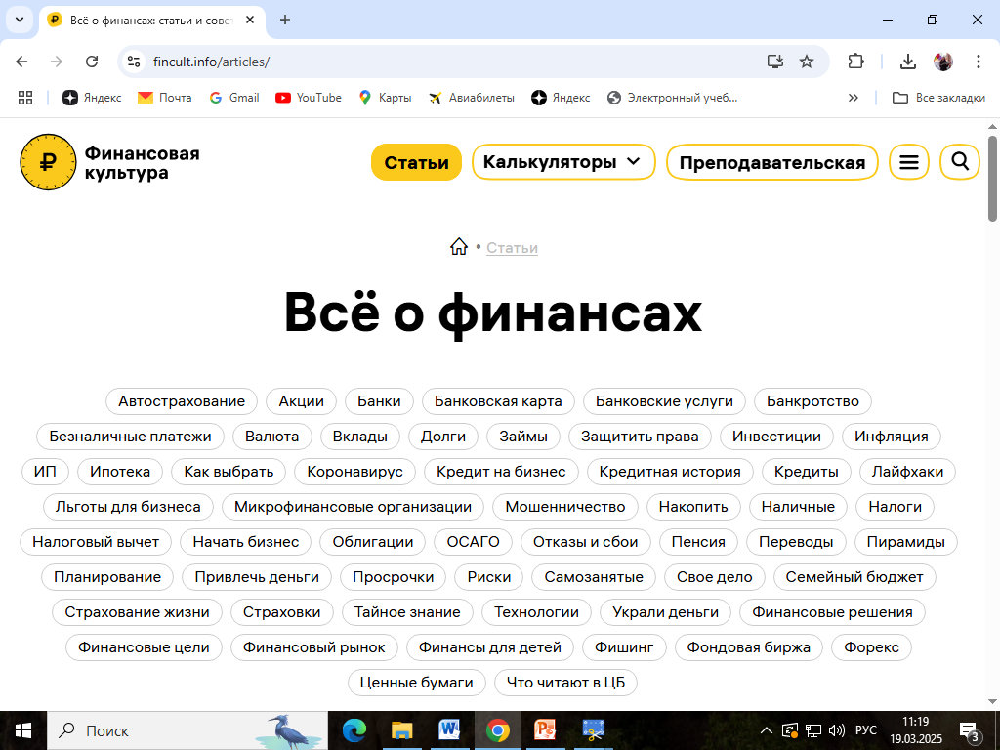 Всё о финансах: статьи и сове
fincult.info/articles/
Яндекс Почта Gmail YouTube Карты Авиабилеты Яндекс Электронный учеб... Все закладки
Финансовая
культура
Статьи Калькуляторы Преподавательская
Статьи
Всё о финансах
Автострахование Акции Банки Банковская карта Банковские услуги Банкротство
Безналичные платежи Валюта Вклады Долги Займы Защитить права Инвестиции Инфляция
ИП Ипотека Как выбрать Коронавирус Кредит на бизнес Кредитная история Кредиты Лайфхаки
Льготы для бизнеса Микрофинансовые организации Мошенничество Накопить Наличные Налоги
Налоговый вычет Начать бизнес Облигации ОСАГО Отказы и сбои Пенсия Переводы Пирамиды
Планирование Привлечь деньги Просрочки Риски Самозанятые Свое дело Семейный бюджет
Страхование жизни Страховки Тайное знание Технологии Украли деньги Финансовые решения
Финансовые цели Финансовый рынок Финансы для детей Фишинг Фондовая биржа Форекс
Ценные бумаги Что читают в ЦБ
Поиск
РУС
11:19
19.03.2025
3